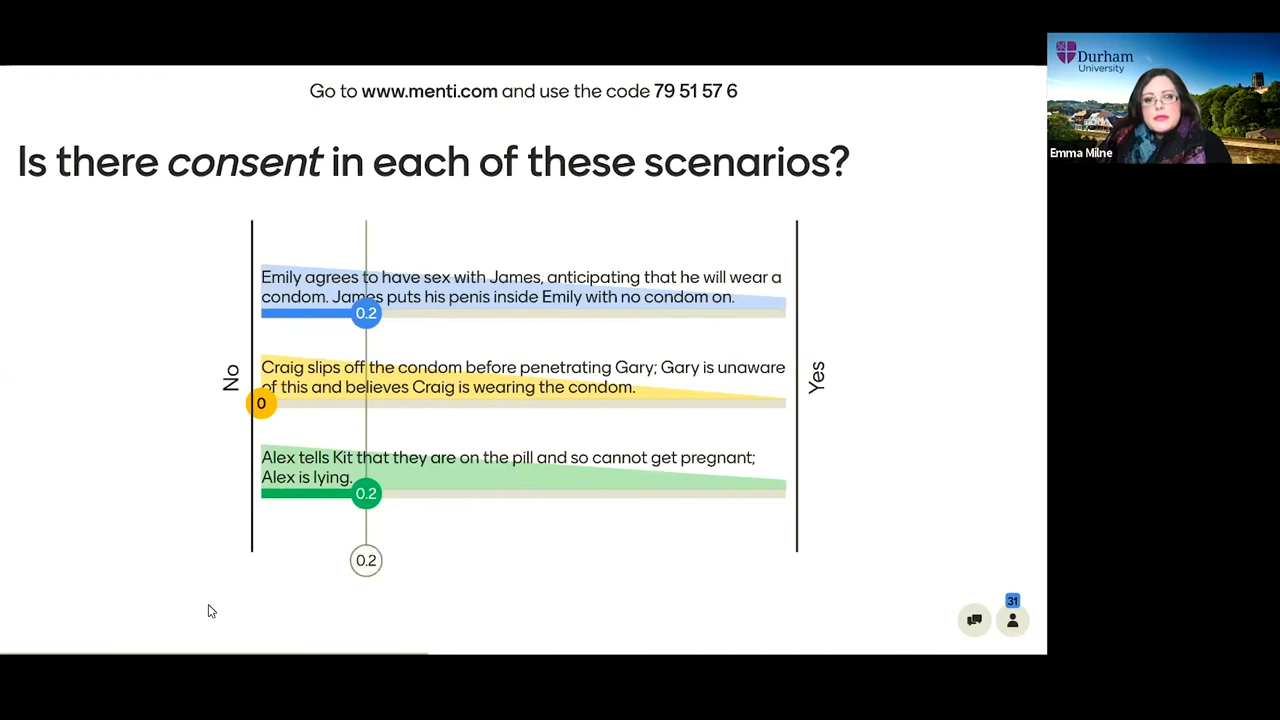 Go to www.menti.com and use the code 79 51 57 6
Durham
University
Emma Milne
Is there consent in each of these scenarios?
Emily agrees to have sex with James, anticipating that he will wear a
condom. James puts his penis inside Emily with no condom on.
0.2
No
Craig slips off the condom before penetrating Gary; Gary is unaware
of this and believes Craig is wearing the condom.
0
Yes
Alex tells Kit that they are on the pill and so cannot get pregnant;
Alex is lying.
0.2
0.2
31